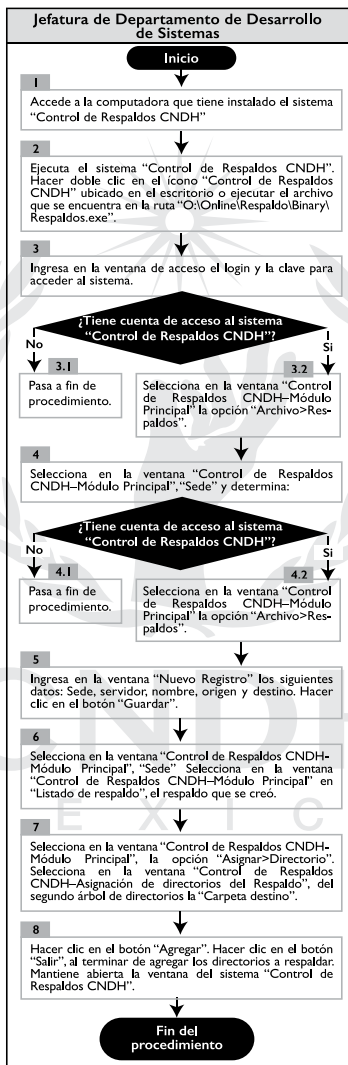 Jefatura de Departamento de Desarrollo
de Sistemas
Inicio
1
Accede a la computadora que tiene instalado el sistema
“Control de Respaldos CNDH”
2
Ejecuta el sistema “Control de Respaldos CNDH”.
Hacer doble clic en el ícono “Control de Respaldos
CNDH” ubicado en el escritorio o ejecutar el archivo
que se encuentra en la ruta “O:\Online\Respaldo\Binary\
Respaldos.exe”.
3
Ingresa en la ventana de acceso el login y la clave para
acceder al sistema.
¿Tiene cuenta de acceso al sistema
“Control de Respaldos CNDH”?
No
Si
3.1
Pasa a fin de
procedimiento.
3.2
Selecciona en la ventana “Control
de Respaldos CNDH–Módulo
Principal” la opción “Archivo>Res-
paldos”.
4
Selecciona en la ventana “Control de Respaldos
CNDH–Módulo Principal”, “Sede” y determina:
¿Tiene cuenta de acceso al sistema
“Control de Respaldos CNDH”?
No
Si
4.1
Pasa a fin de
procedimiento.
4.2
Selecciona en la ventana “Control
de Respaldos CNDH–Módulo
Principal” la opción “Archivo>Res-
paldos”.
5
Ingresa en la ventana “Nuevo Registro” los siguientes
datos: Sede, servidor, nombre, origen y destino. Hacer
clic en el botón “Guardar”.
6
Selecciona en la ventana “Control de Respaldos CNDH-
Módulo Principal”, “Sede” Selecciona en la ventana
“Control de Respaldos CNDH–Módulo Principal” en
“Listado de respaldo”, el respaldo que se creó.
7
Selecciona en la ventana “Control de Respaldos CNDH-
Módulo Principal”, la opción “Asignar>Directorio”.
Selecciona en la ventana “Control de Respaldos
CNDH–Asignación de directorios del Respaldo”, del
segundo árbol de directorios la “Carpeta destino”.
8
Hacer clic en el botón “Agregar”. Hacer clic en el botón
“Salir”, al terminar de agregar los directorios a respaldar.
Mantiene abierta la ventana del sistema “Control de
Respaldos CNDH”.
Fin del
procedimiento
CNDH
E X I C